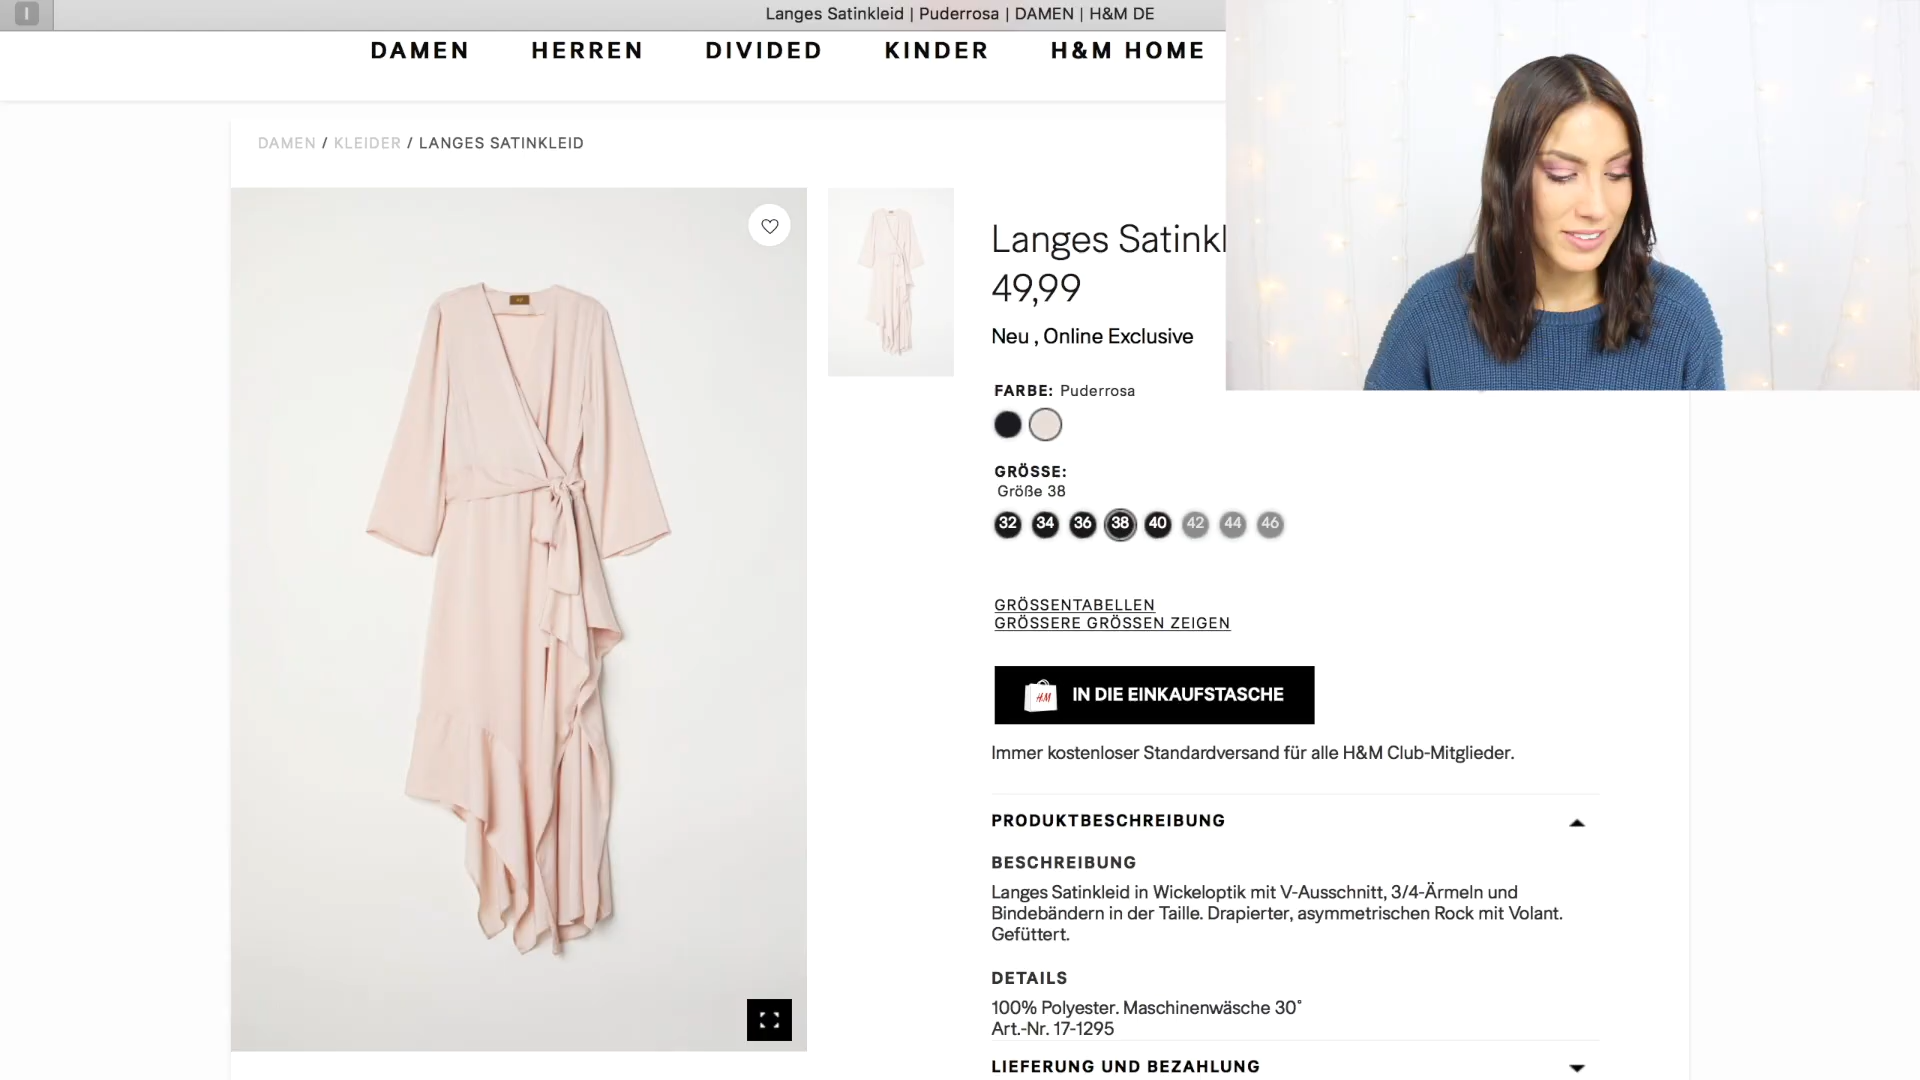 Langes Satinkleid | Puderrosa | DAMEN | H&M DE
DAMEN HERREN DIVIDED KINDER H&M HOME
DAMEN / KLEIDER / LANGES SATINKLEID
Langes Satinkl
49,99
Neu , Online Exclusive
FARBE: Puderrosa
GRÖSSE:
Größe 38
32 34 36 38 40 42 44 46
GRÖSSENTABELLEN
GRÖSSERE GRÖSSEN ZEIGEN
H&M IN DIE EINKAUFSTASCHE
Immer kostenloser Standardversand für alle H&M Club-Mitglieder.
PRODUKTBESCHREIBUNG
BESCHREIBUNG
Langes Satinkleid in Wickeloptik mit V-Ausschnitt, 3/4-Ärmeln und
Bindebändern in der Taille. Drapierter, asymmetrischen Rock mit Volant.
Gefüttert.
DETAILS
100% Polyester. Maschinenwäsche 30°
Art.-Nr. 17-1295
LIEFERUNG UND BEZAHLUNG